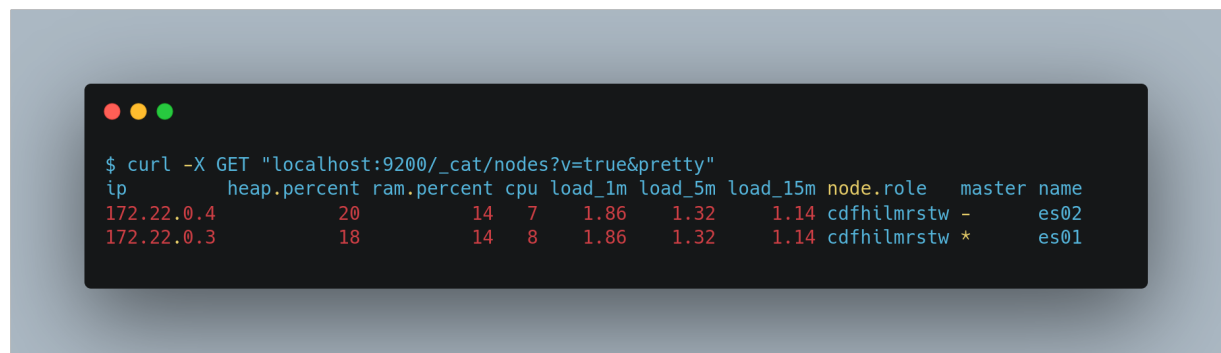 $ curl -X GET "localhost:9200/_cat/nodes?v=true&pretty"
ip         heap.percent ram.percent cpu load_1m load_5m load_15m node.role   master name
172.22.0.4           20          14   7    1.86    1.32     1.14 cdfhilmrstw -      es02
172.22.0.3           18          14   8    1.86    1.32     1.14 cdfhilmrstw *      es01